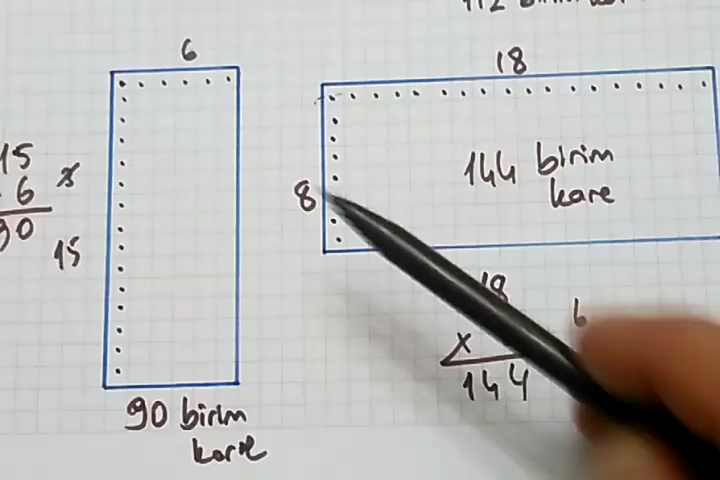 6
18
15
6 x
90
15
8
144 birim
kare
18
6
x
144
90 birim
kare